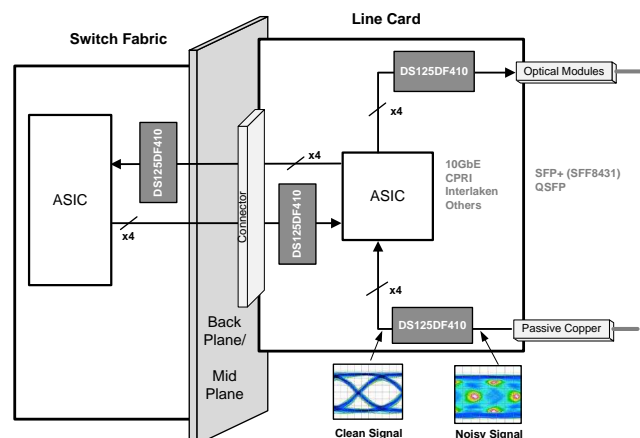 Switch Fabric
Line Card
DS125DF410
Optical Modules
x4
DS125DF410
x4
10GbE
CPRI
Interlaken
Others
SFP+ (SFF8431)
QSFP
ASIC
ASIC
DS125DF410
Connector
x4
x4
DS125DF410
Passive Copper
Back
Plane/
Mid
Plane
Clean Signal
Noisy Signal